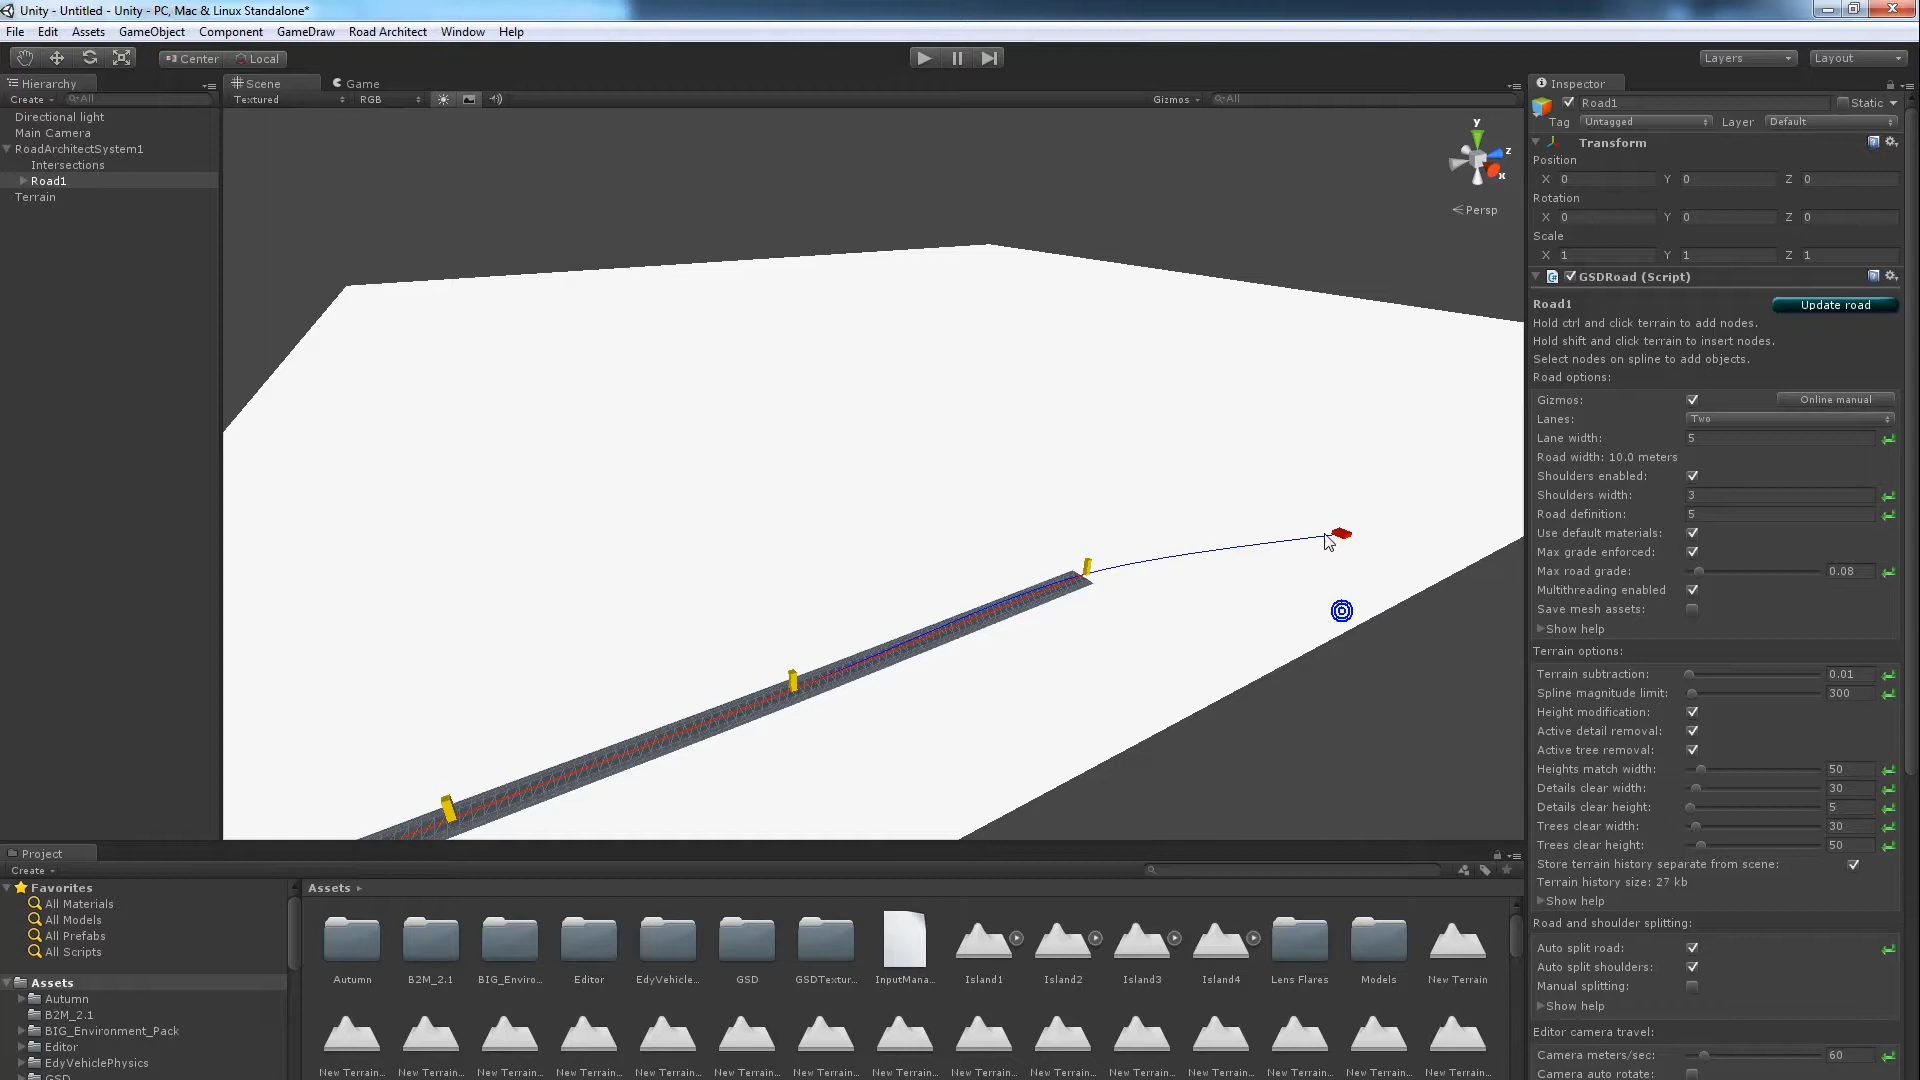 Unity - Untitled - Unity - PC, Mac & Linux Standalone*
File Edit Assets GameObject Component GameDraw Road Architect Window Help
Center Local Layers Layout
Hierarchy
Create All
Directional light
Main Camera
RoadArchitectSystem1
Intersections
Road1
Terrain
Scene Game
Textured RGB Gizmos All
y
z
x
Persp
Inspector
Road1 Static
Tag Untagged Layer Default
Transform
Position
X 0 Y 0 Z 0
Rotation
X 0 Y 0 Z 0
Scale
X 1 Y 1 Z 1
GSDRoad (Script)
Road1 Update road
Hold ctrl and click terrain to add nodes.
Hold shift and click terrain to insert nodes.
Select nodes on spline to add objects.
Road options:
Gizmos: Online manual
Lanes: Two
Lane width: 5
Road width: 10.0 meters
Shoulders enabled:
Shoulders width: 3
Road definition: 5
Use default materials:
Max grade enforced:
Max road grade: 0.08
Multithreading enabled
Save mesh assets:
Show help
Terrain options:
Terrain subtraction: 0.01
Spline magnitude limit: 300
Height modification:
Active detail removal:
Active tree removal:
Heights match width: 50
Details clear width: 30
Details clear height: 5
Trees clear width: 30
Trees clear height: 50
Store terrain history separate from scene:
Terrain history size: 27 kb
Show help
Road and shoulder splitting:
Auto split road:
Auto split shoulders:
Manual splitting:
Show help
Editor camera travel:
Camera meters/sec: 60
Camera auto rotate:
Project
Create
Favorites
All Materials
All Models
All Prefabs
All Scripts
Assets
Autumn
B2M_2.1
BIG_Environment_Pack
Editor
EdyVehiclePhysics
GSD
Assets
Autumn B2M_2.1 BIG_Enviro... Editor EdyVehicle... GSD GSDTextur... InputMana... Island1 Island2 Island3 Island4 Lens Flares Models New Terrain
New Terrain... New Terrain... New Terrain... New Terrain... New Terrain... New Terrain... New Terrain... New Terrain... New Terrain... New Terrain... New Terrain... New Terrain... New Terrain... New Terrain... New Terrain...